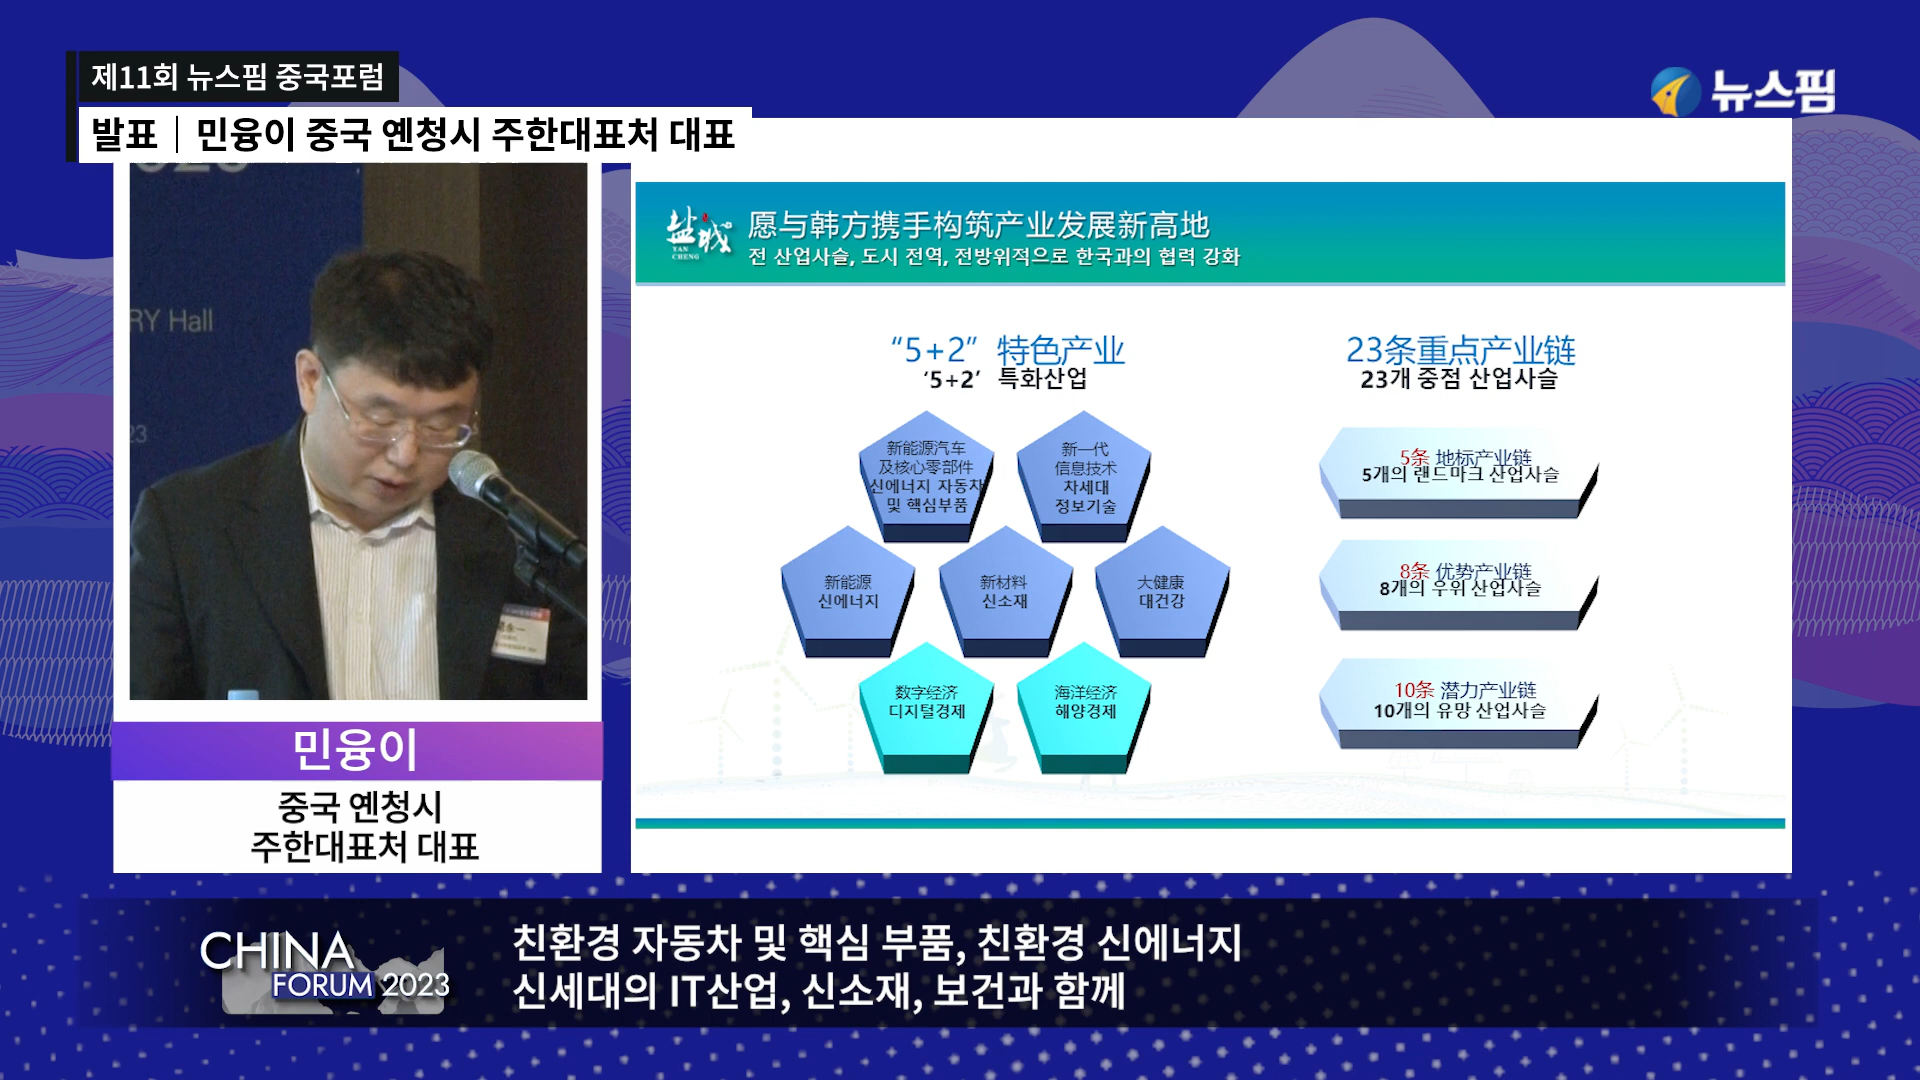 제11회 뉴스핌 중국포럼
발표│민융이 중국 옌청시 주한대표처 대표
뉴스핌
RY Hall
23
盐城
YAN
CHENG
愿与韩方携手构筑产业发展新高地
전 산업사슬, 도시 전역, 전방위적으로 한국과의 협력 강화
“5+2” 特色产业
‘5+2’ 특화산업
新能源汽车
及核心零部件
신에너지 자동차
및 핵심부품
新一代
信息技术
차세대
정보기술
新能源
신에너지
新材料
신소재
大健康
대건강
数字经济
디지털경제
海洋经济
해양경제
23条重点产业链
23개 중점 산업사슬
5条 地标产业链
5개의 랜드마크 산업사슬
8条 优势产业链
8개의 우위 산업사슬
10条 潜力产业链
10개의 유망 산업사슬
민융이
중국 옌청시
주한대표처 대표
CHINA
FORUM 2023
친환경 자동차 및 핵심 부품, 친환경 신에너지
신세대의 IT산업, 신소재, 보건과 함께